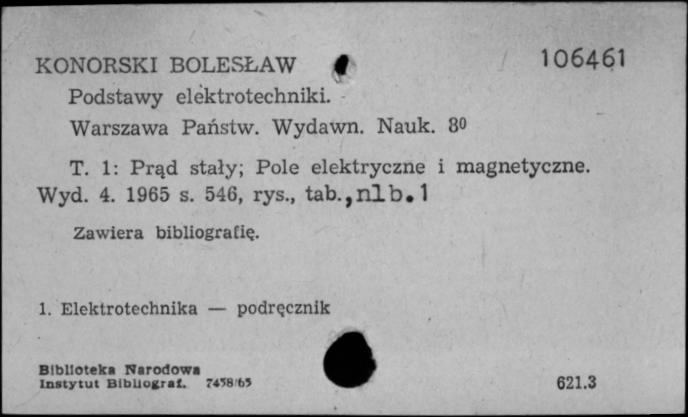 KONORSKI BOLESŁAW 106461
Podstawy elektrotechniki.
Warszawa Państw. Wydawn. Nauk. 8⁰
T. 1: Prąd stały; Pole elektryczne i magnetyczne.
Wyd. 4. 1965 s. 546, rys., tab., nlb. 1
Zawiera bibliografię.
1. Elektrotechnika — podręcznik
Biblioteka Narodowa
Instytut Bibliograf. 7458/65 621.3